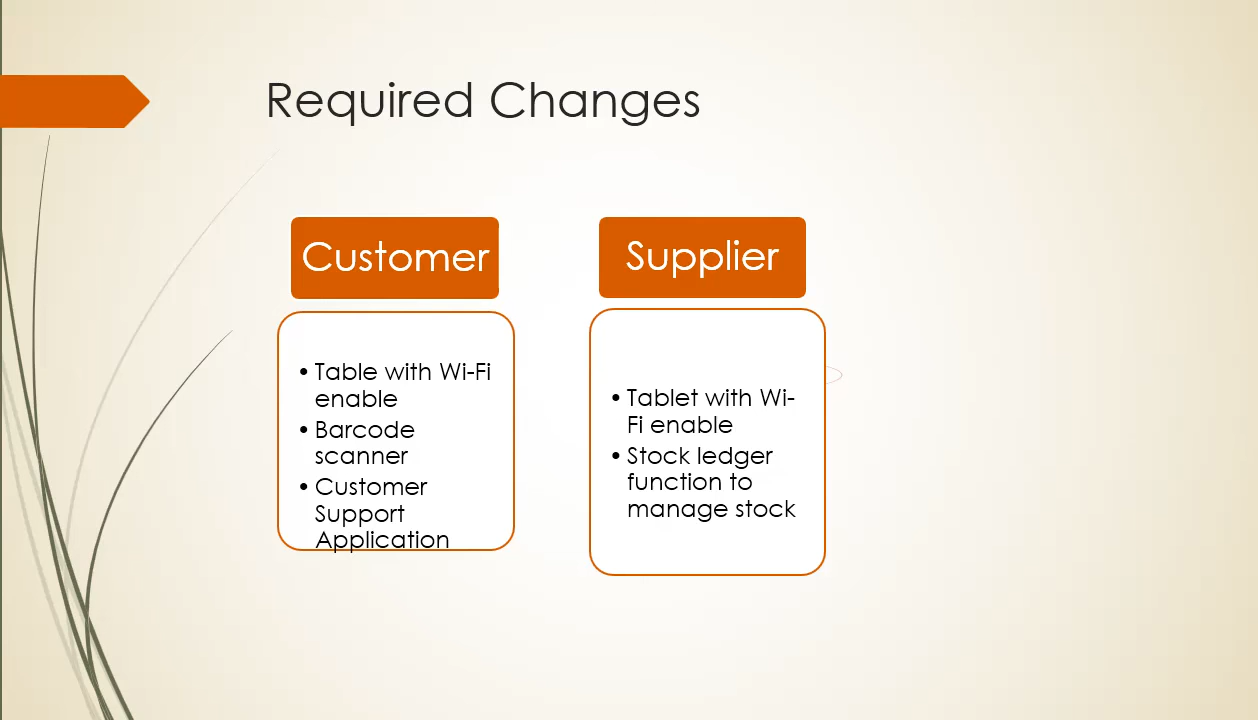 Required Changes
Customer
• Table with Wi-Fi
enable
• Barcode
scanner
• Customer
Support
Application
Supplier
• Tablet with Wi-
Fi enable
• Stock ledger
function to
manage stock